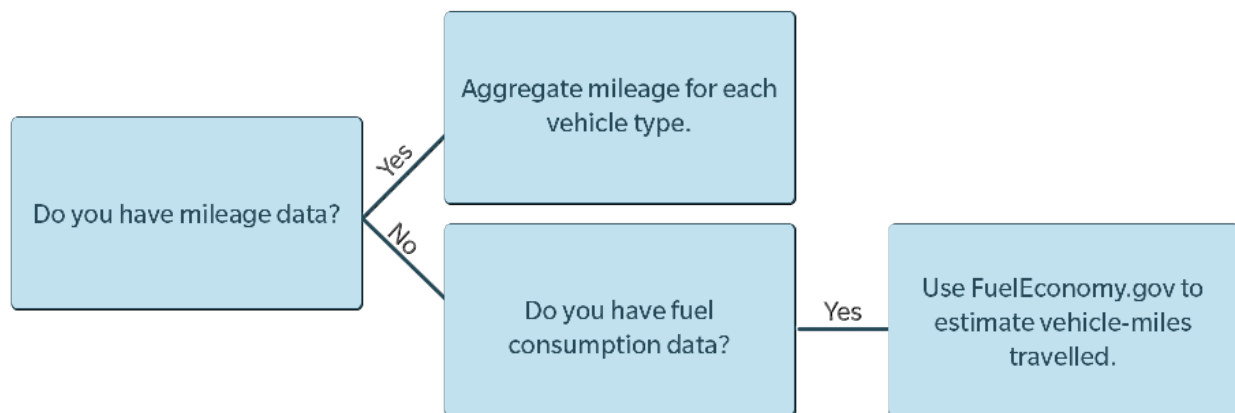 Do you have mileage data?
Yes
Aggregate mileage for each
vehicle type.
No
Do you have fuel
consumption data?
Yes
Use FuelEconomy.gov to
estimate vehicle-miles
travelled.